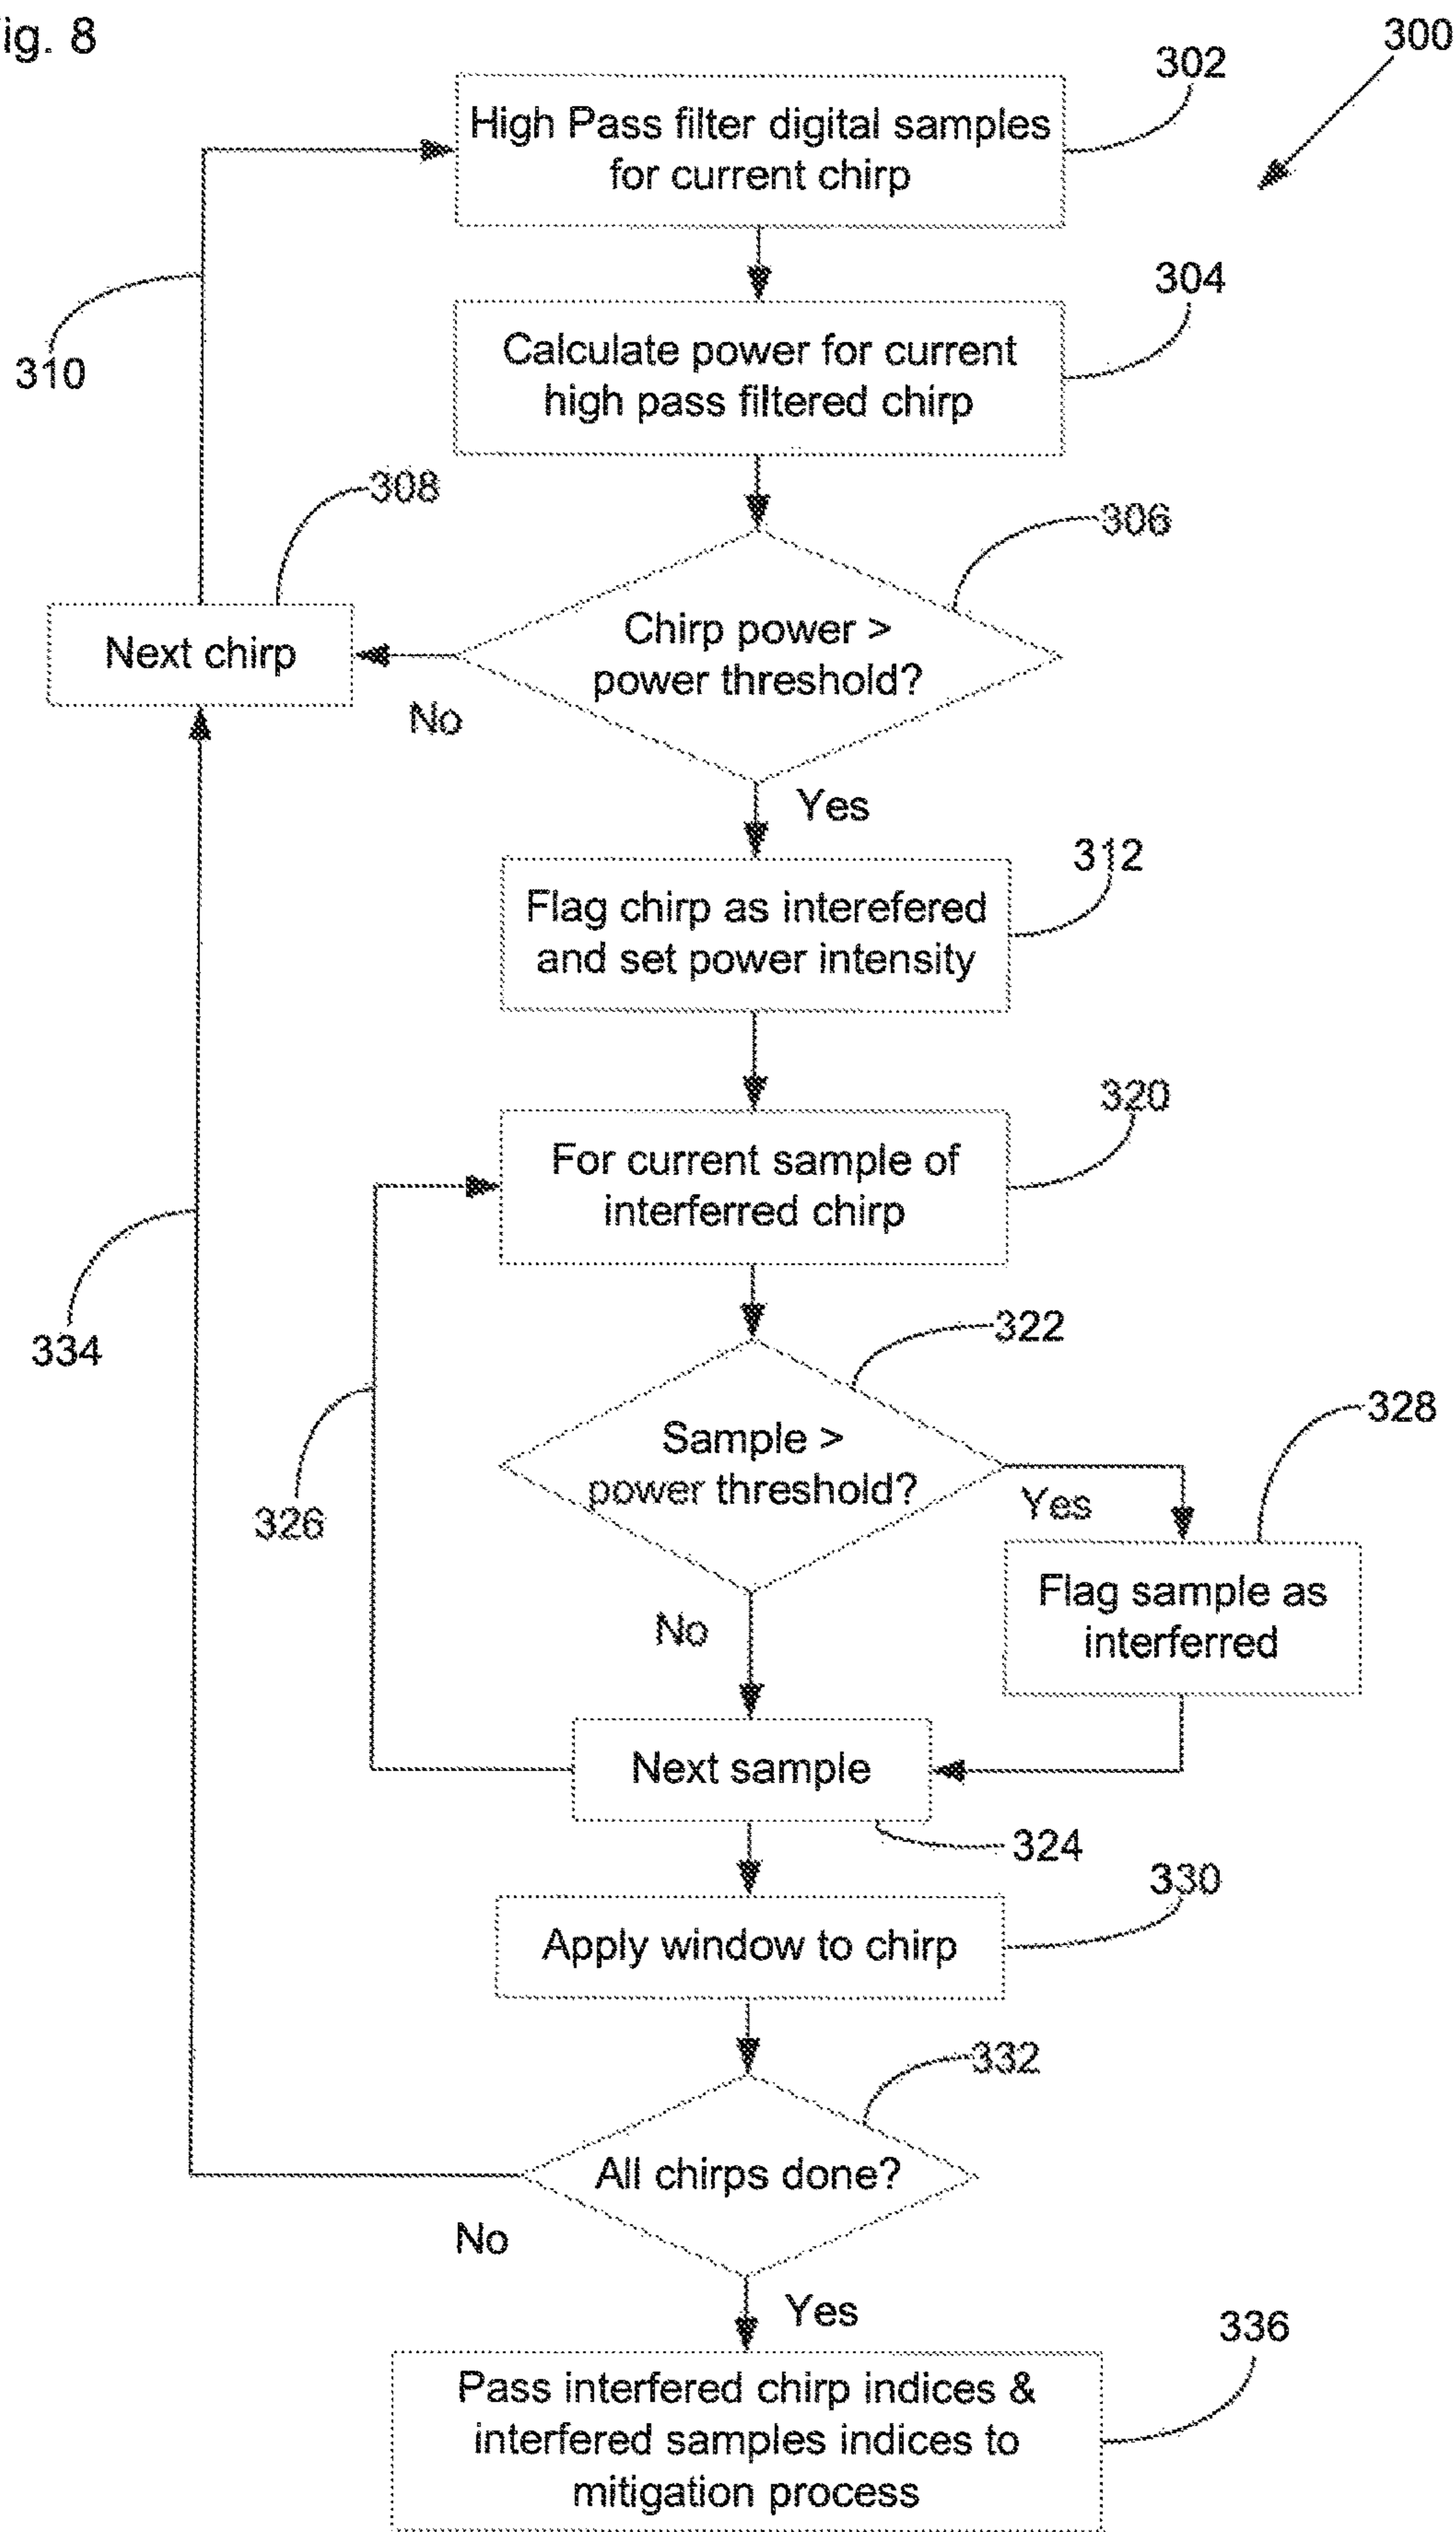 ig. 8
300
302
High Pass filter digital samples
for current chirp
304
Calculate power for current
high pass filtered chirp
310
308
306
Chirp power >
power threshold?
Next chirp
No
Yes
312
Flag chirp as interefered
and set power intensity
320
For current sample of
interferred chirp
322
334
328
Sample >
power threshold?
Yes
326
Flag sample as
interferred
No
Next sample
324
330
Apply window to chirp
332
All chirps done?
No
Yes
336
Pass interfered chirp indices &
interfered samples indices to
mitigation process